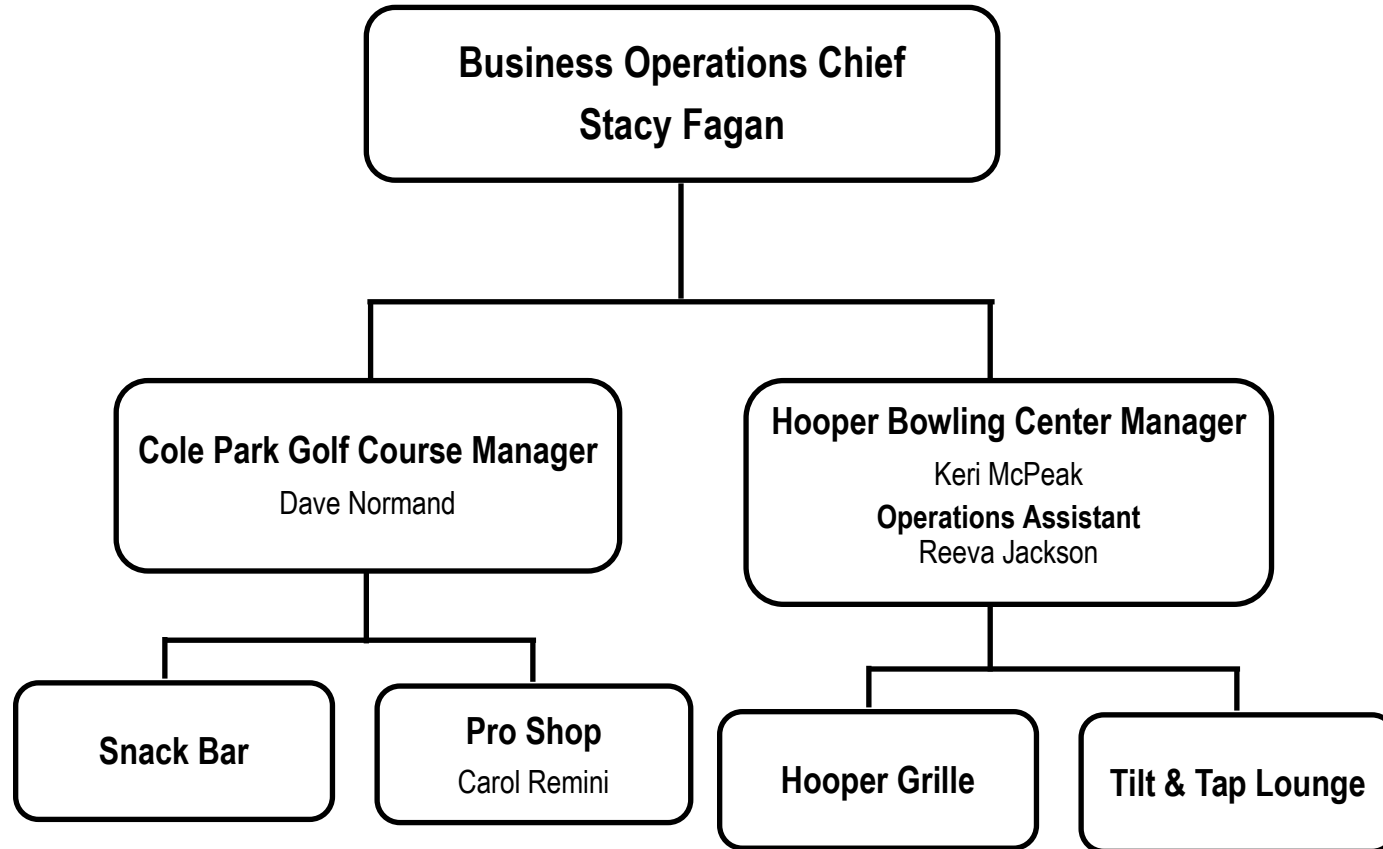 Business Operations Chief
Stacy Fagan
Cole Park Golf Course Manager
Dave Normand
Hooper Bowling Center Manager
Keri McPeak
Operations Assistant
Reeva Jackson
Snack Bar
Pro Shop
Carol Remini
Hooper Grille
Tilt & Tap Lounge